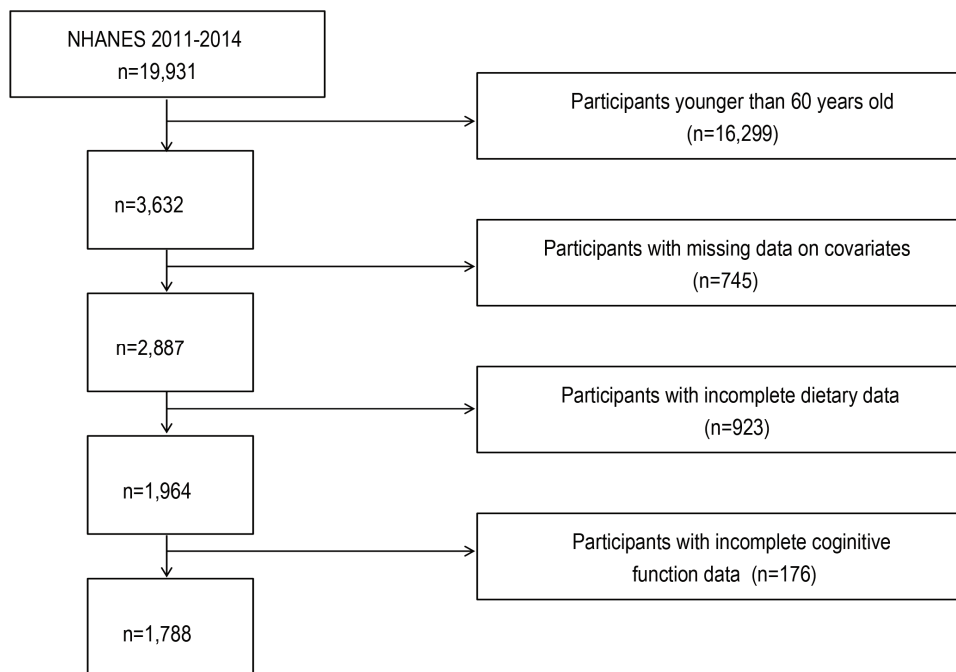 NHANES 2011-2014
n=19,931
Participants younger than 60 years old
(n=16,299)
n=3,632
Participants with missing data on covariates
(n=745)
n=2,887
Participants with incomplete dietary data
(n=923)
n=1,964
Participants with incomplete coginitive
function data (n=176)
n=1,788